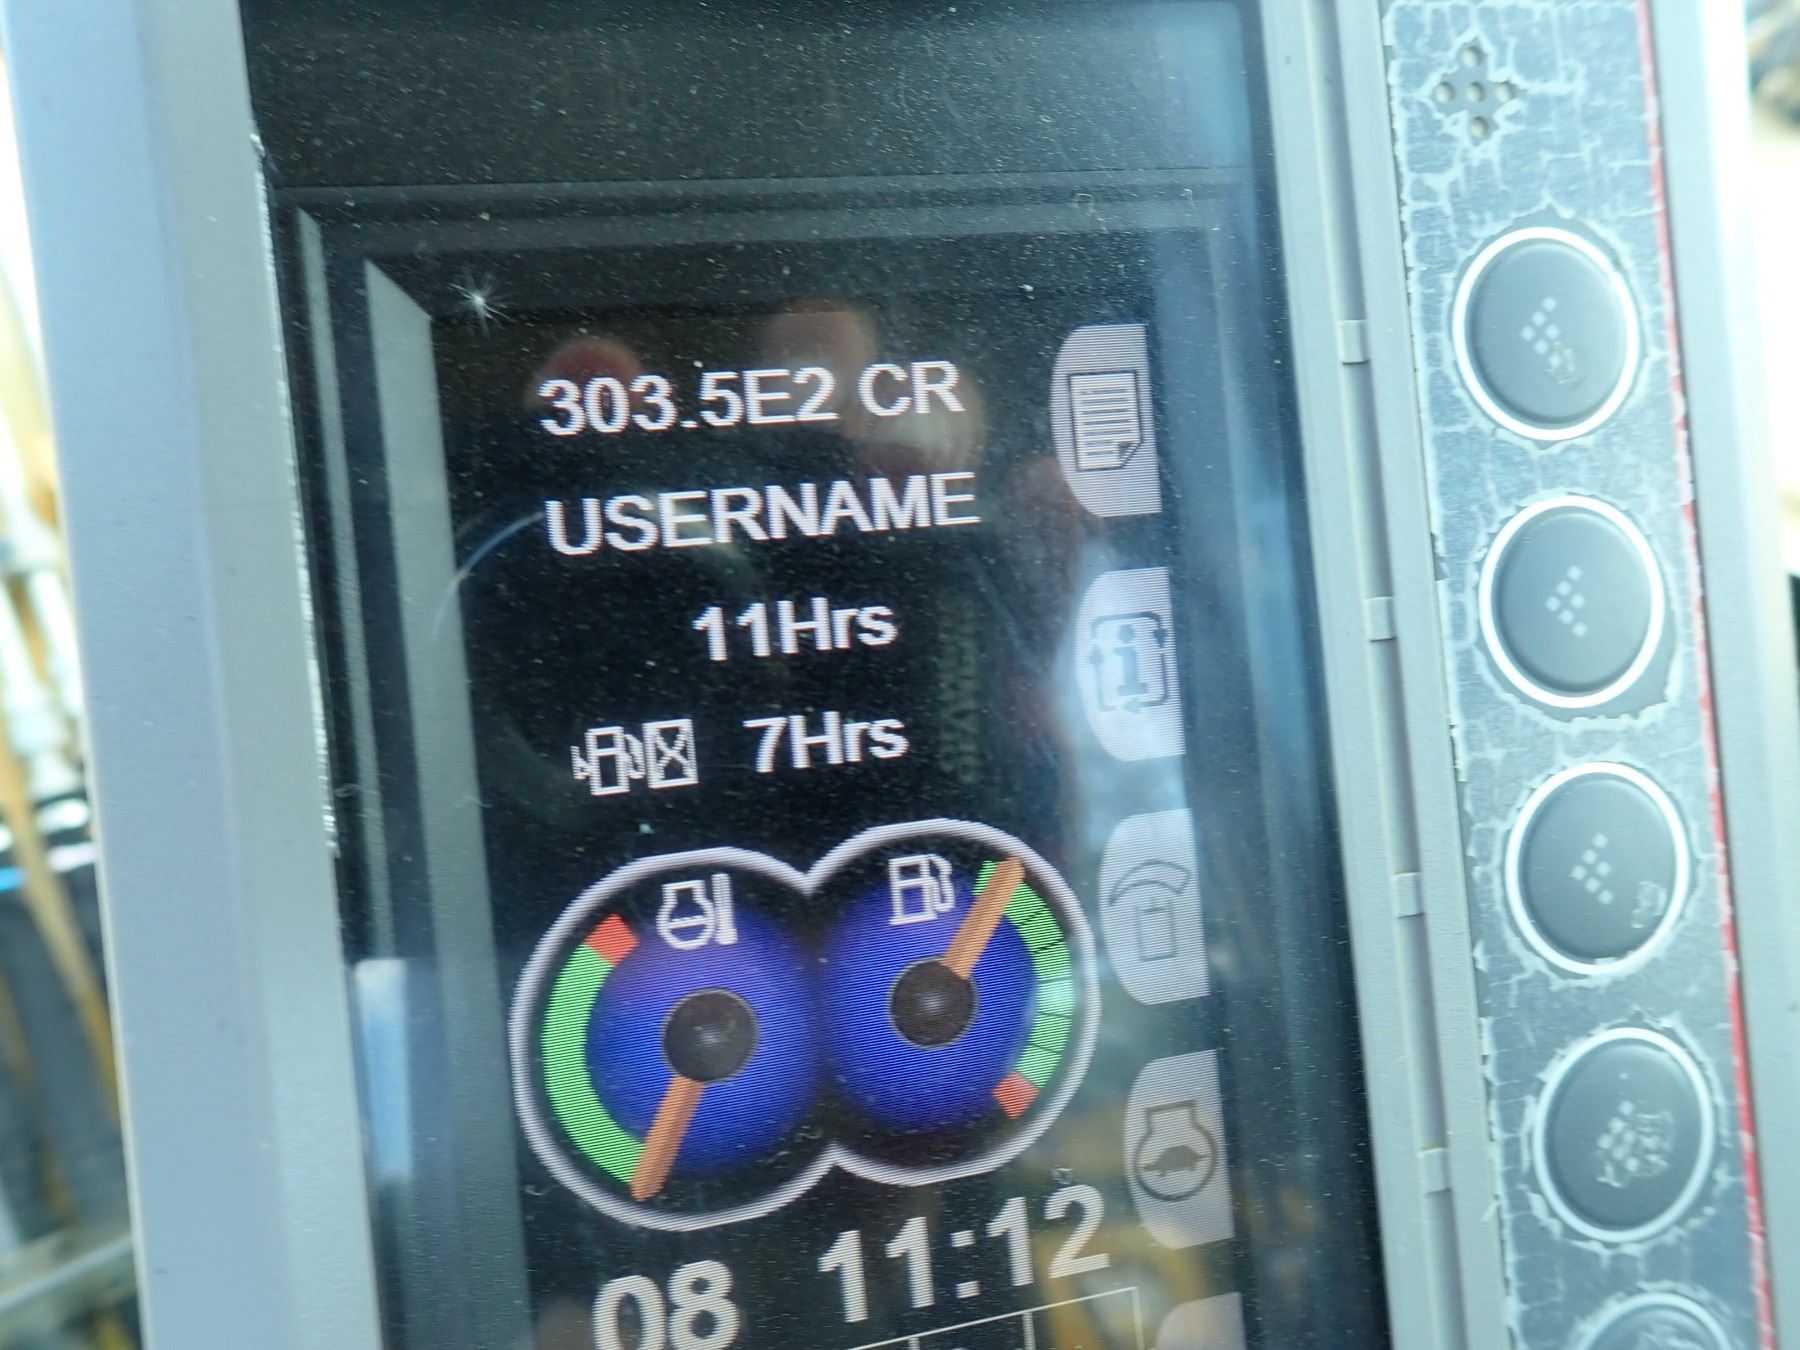 303.5E2 CR
USERNAME
11Hrs
7Hrs
11:12
08